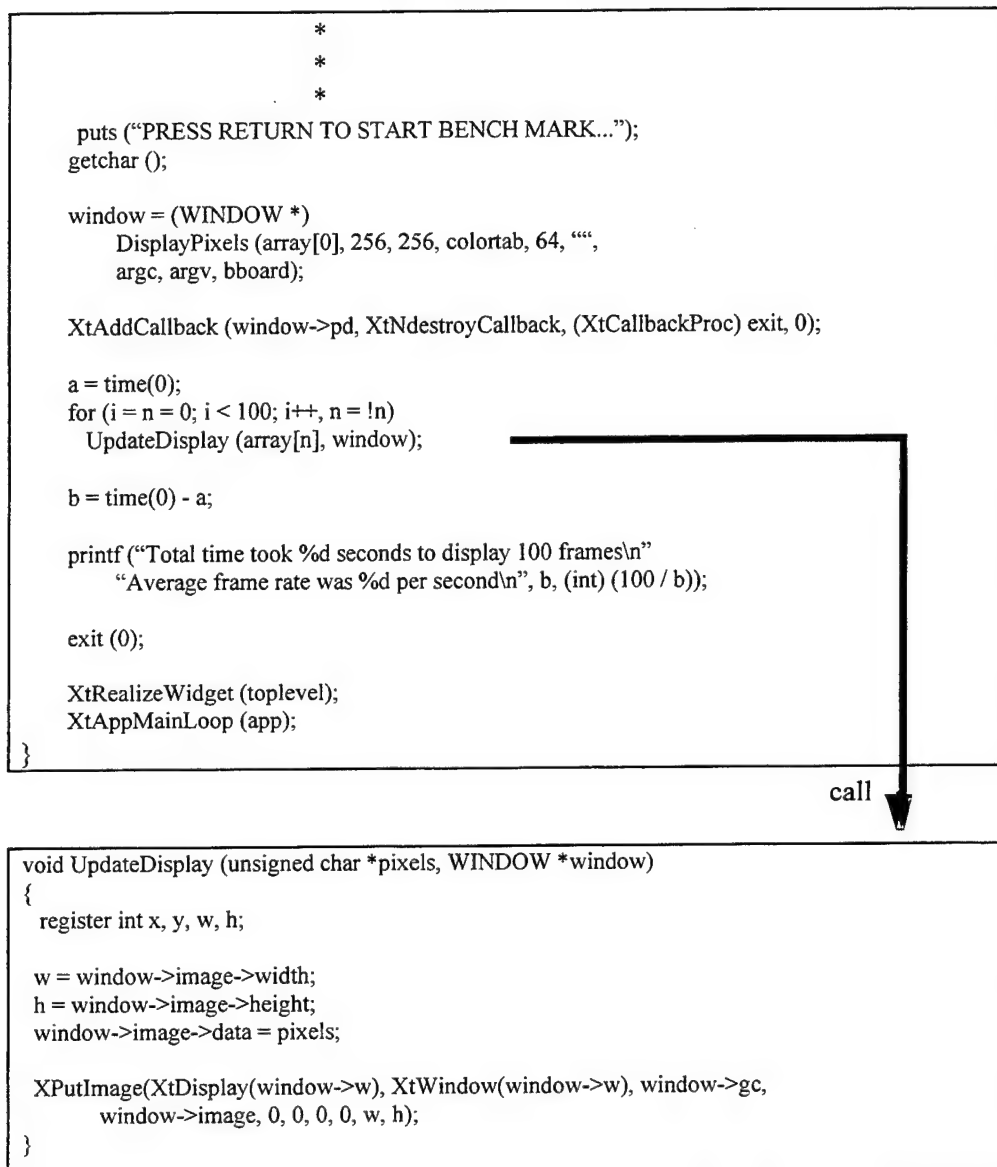 *
*
*
puts (“PRESS RETURN TO START BENCH MARK...”);
getchar ();
window = (WINDOW *)
DisplayPixels (array[0], 256, 256, colortab, 64, ““,
argc, argv, bboard);
XtAddCallback (window->pd, XtNdestroyCallback, (XtCallbackProc) exit, 0);
a = time(0);
for (i = n = 0; i < 100; i++, n = !n)
UpdateDisplay (array[n], window);
b = time(0) - a;
printf (“Total time took %d seconds to display 100 frames\n”
“Average frame rate was %d per second\n”, b, (int) (100 / b));
exit (0);
XtRealizeWidget (toplevel);
XtAppMainLoop (app);
}
call
void UpdateDisplay (unsigned char *pixels, WINDOW *window)
{
register int x, y, w, h;
w = window->image->width;
h = window->image->height;
window->image->data = pixels;
XPutImage(XtDisplay(window->w), XtWindow(window->w), window->gc,
window->image, 0, 0, 0, 0, w, h);
}